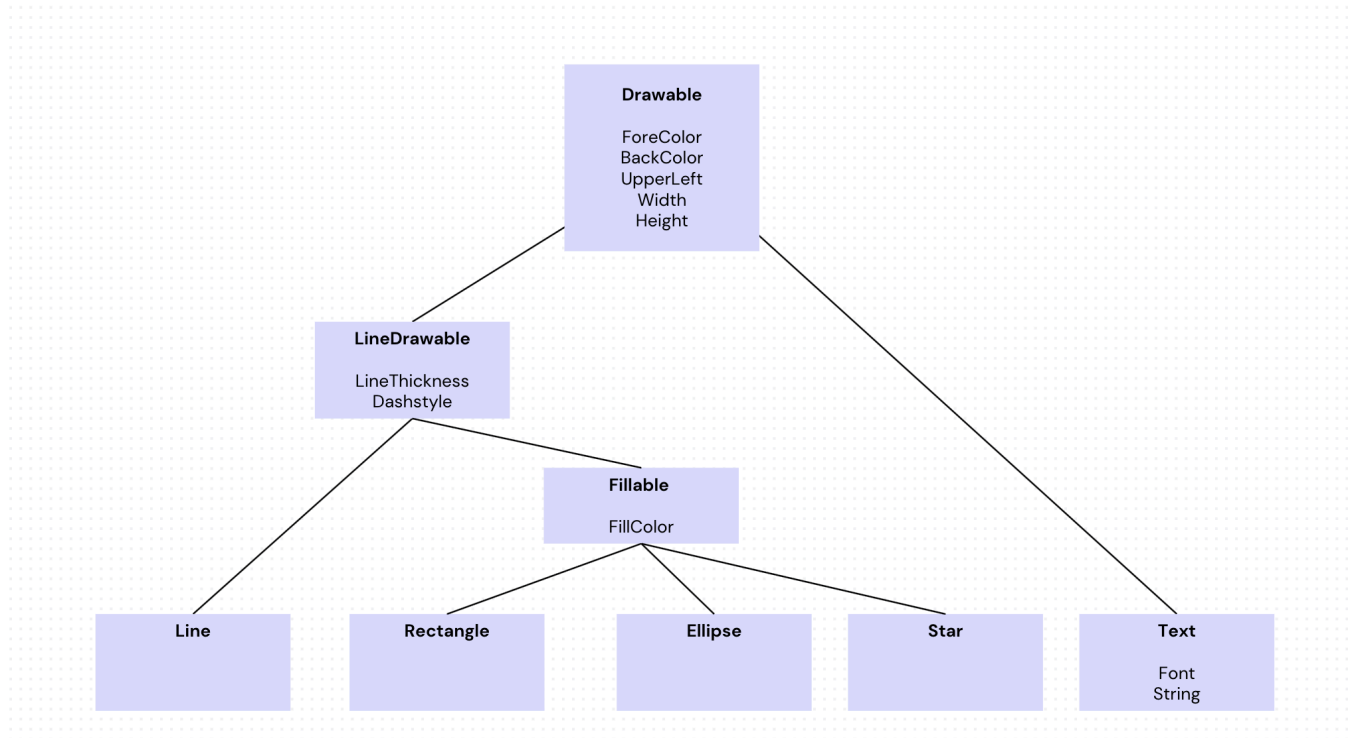 Drawable
ForeColor
BackColor
UpperLeft
Width
Height
LineDrawable
LineThickness
Dashstyle
Fillable
FillColor
Line
Rectangle
Ellipse
Star
Text
Font
String